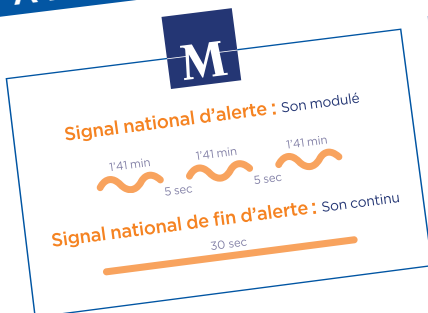 M
Signal national d'alerte : Son modulé
1'41 min 1'41 min 1'41 min
5 sec 5 sec
Signal national de fin d'alerte : Son continu
30 sec